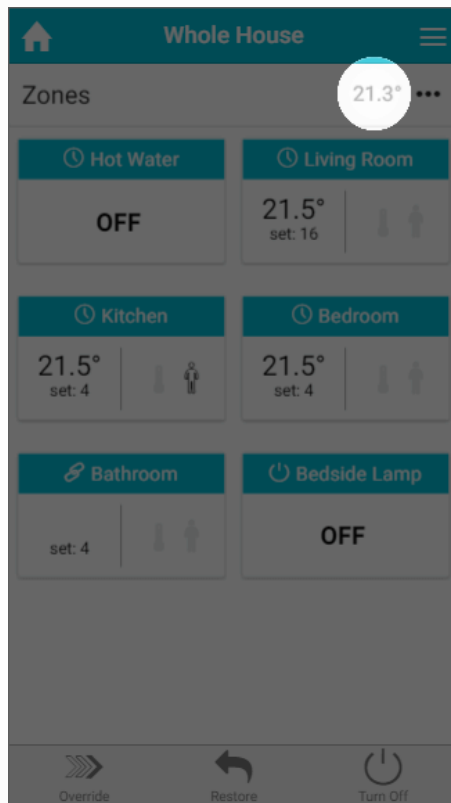 Whole House
Zones 21.3° •••
Hot Water Living Room
OFF 21.5°
set: 16
Kitchen Bedroom
21.5° 21.5°
set: 4 set: 4
Bathroom Bedside Lamp
set: 4 OFF
Override Restore Turn Off